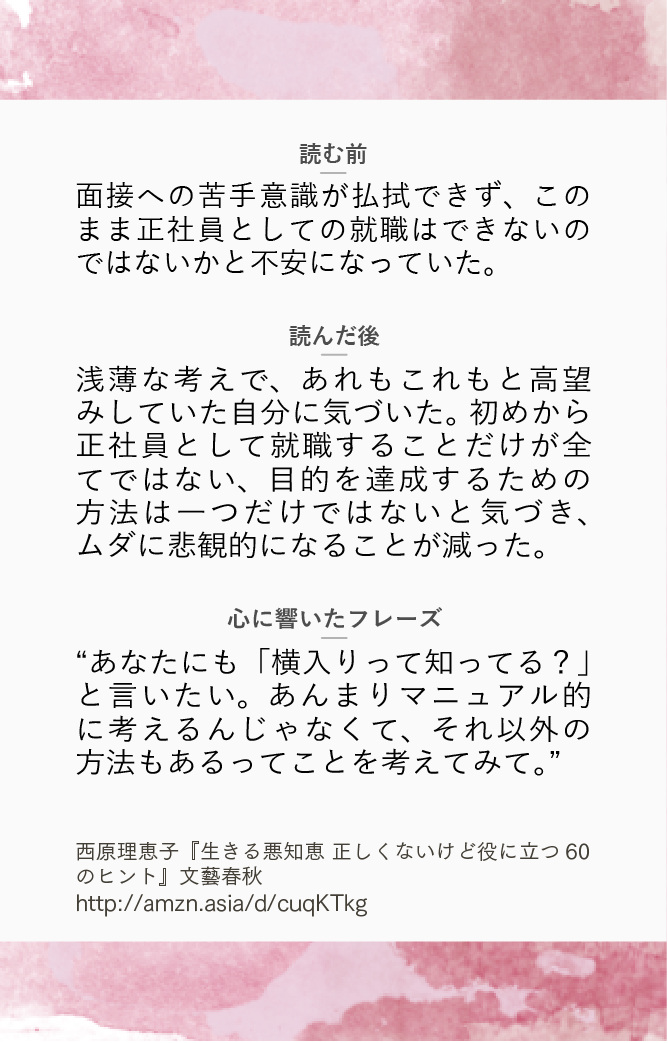 読む前
面接への苦手意識が払拭できず、この
まま正社員としての就職はできないの
ではないかと不安になっていた。
読んだ後
浅薄な考えで、あれもこれもと高望
みしていた自分に気づいた。初めから
正社員として就職することだけが全
てではない、目的を達成するための
方法は一つだけではないと気づき、
ムダに悲観的になることが減った。
心に響いたフレーズ
“あなたにも「横入りって知ってる？」
と言いたい。あんまりマニュアル的
に考えるんじゃなくて、それ以外の
方法もあるってことを考えてみて。”
西原理恵子『生きる悪知恵 正しくないけど役に立つ 60
のヒント』文藝春秋
http://amzn.asia/d/cuqKTkg